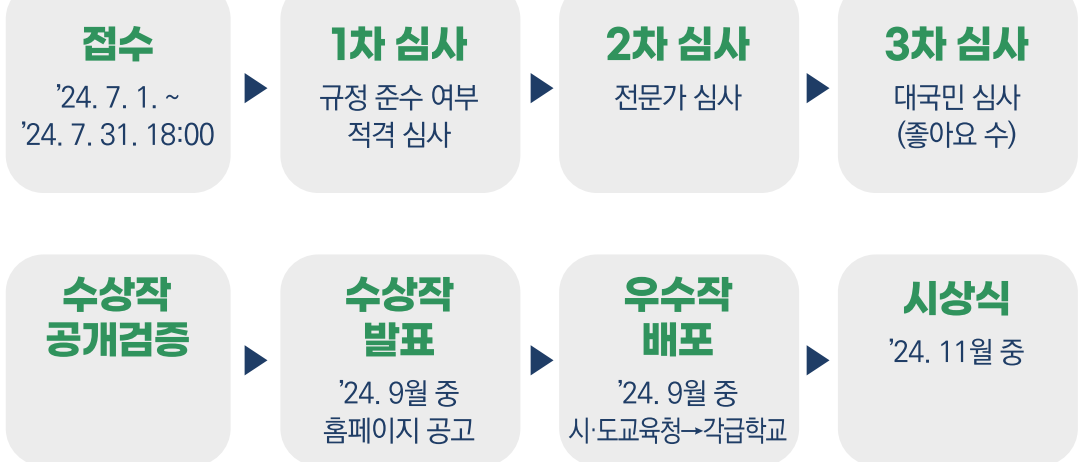 접수
’24. 7. 1. ~
’24. 7. 31. 18:00
1차 심사
규정 준수 여부
적격 심사
2차 심사
전문가 심사
3차 심사
대국민 심사
(좋아요 수)
수상작
공개검증
수상작
발표
’24. 9월 중
홈페이지 공고
우수작
배포
’24. 9월 중
시·도교육청→각급학교
시상식
’24. 11월 중